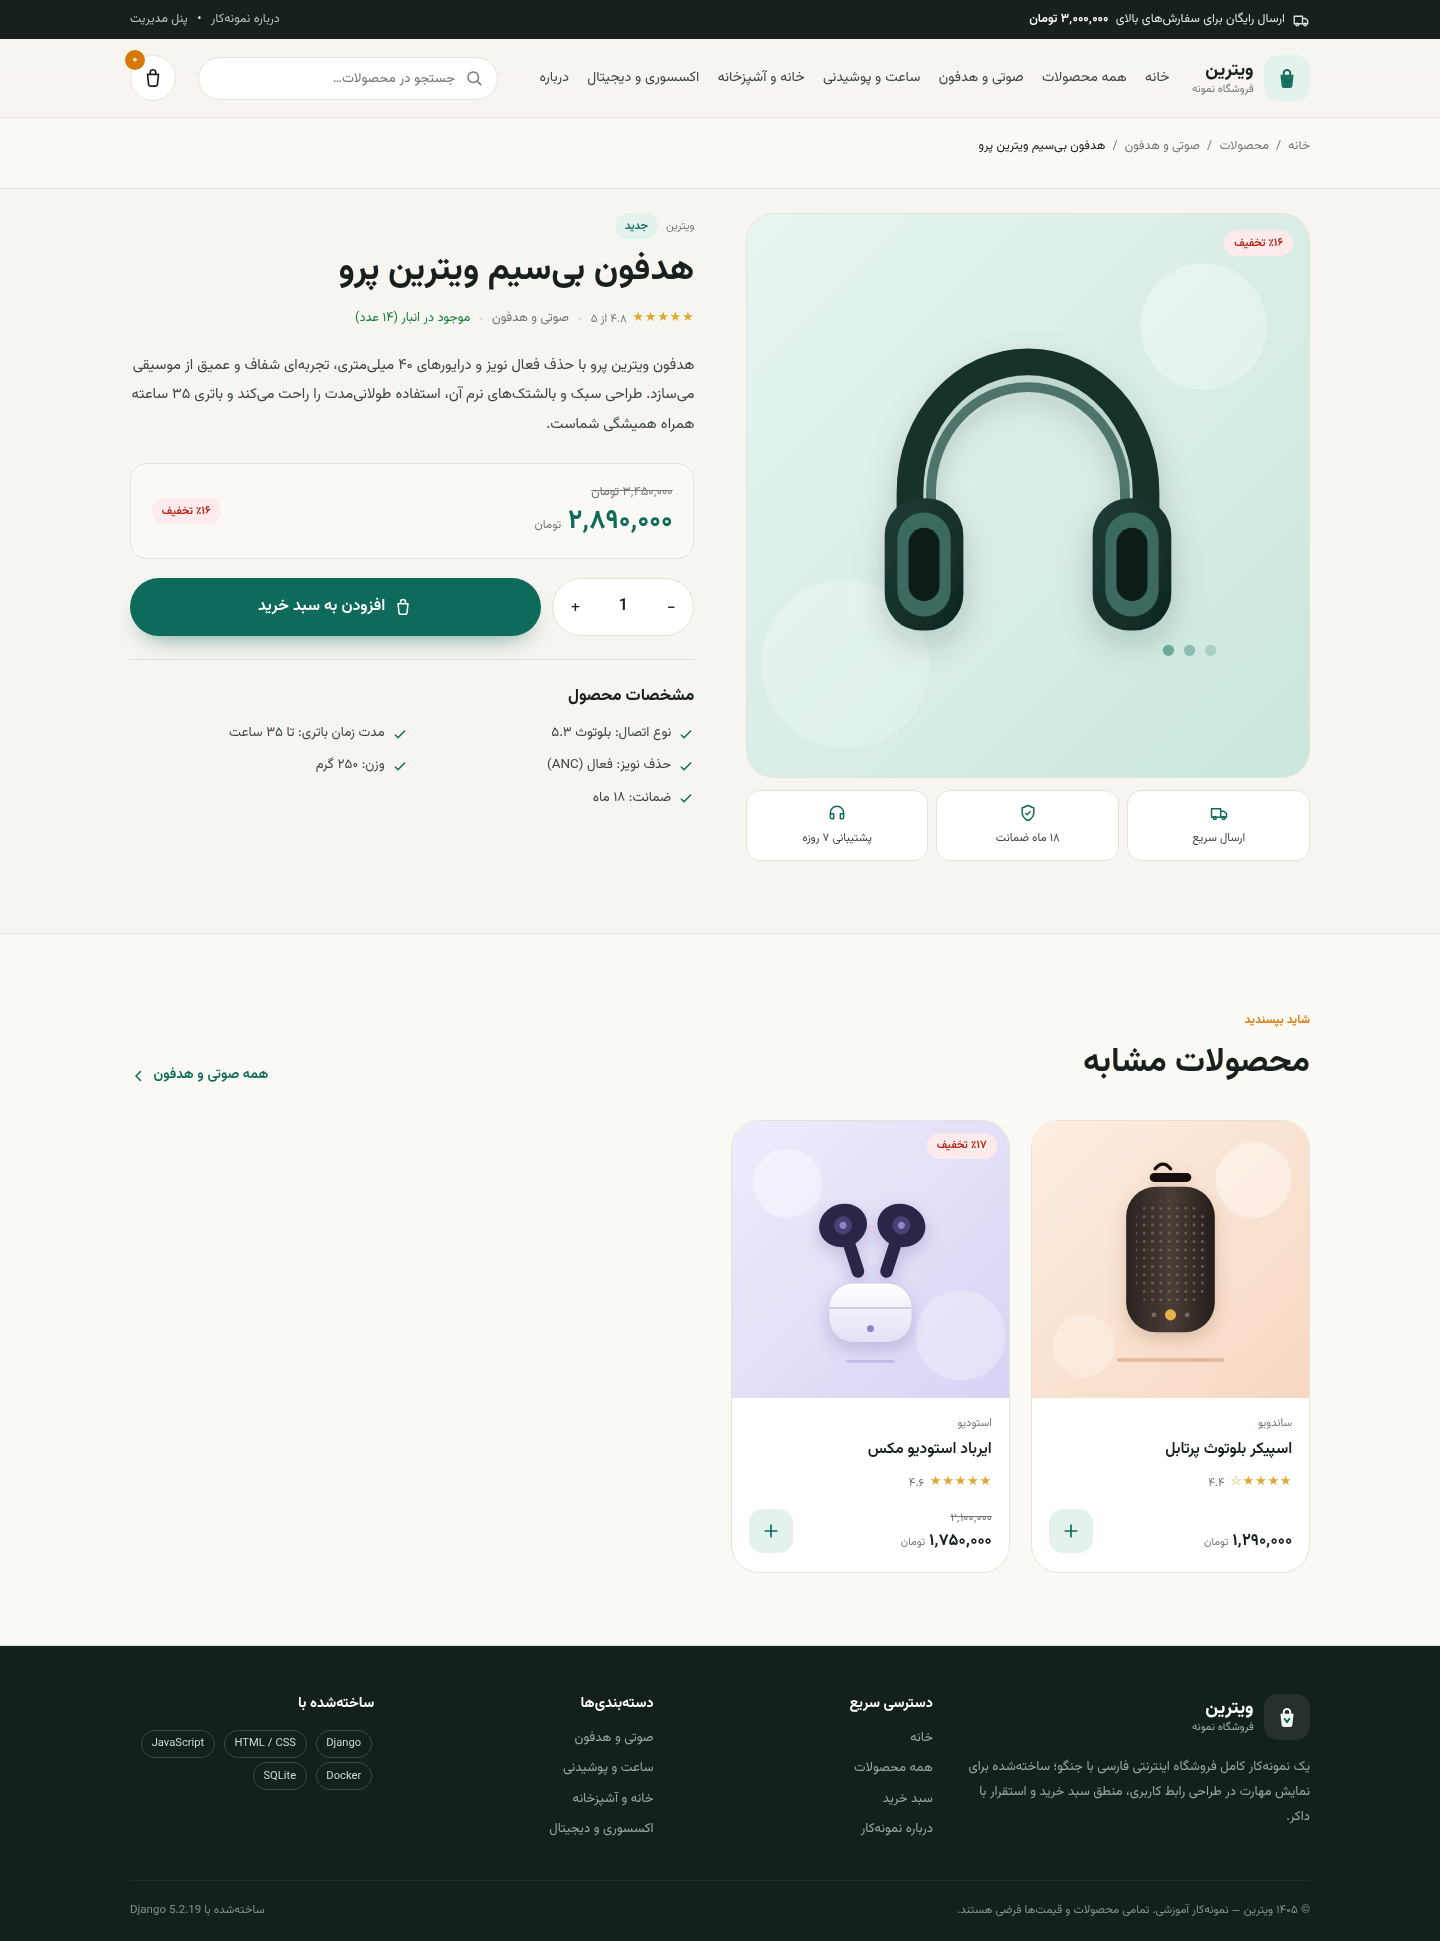 ارسال رایگان برای سفارش‌های بالای ۳,۰۰۰,۰۰۰ تومان
درباره نمونه‌کار • پنل مدیریت
ویترین
فروشگاه نمونه
خانه همه محصولات صوتی و هدفون ساعت و پوشیدنی خانه و آشپزخانه اکسسوری و دیجیتال درباره
جستجو در محصولات...
۰
خانه / محصولات / صوتی و هدفون / هدفون بی‌سیم ویترین پرو
٪۱۶ تخفیف
ارسال سریع
۱۸ ماه ضمانت
پشتیبانی ۷ روزه
ویترین جدید
هدفون بی‌سیم ویترین پرو
★★★★★ ۴.۸ از ۵ • صوتی و هدفون • موجود در انبار (۱۴ عدد)
هدفون ویترین پرو با حذف فعال نویز و درایورهای ۴۰ میلی‌متری، تجربه‌ای شفاف و عمیق از موسیقی
می‌سازد. طراحی سبک و بالشتک‌های نرم آن، استفاده طولانی‌مدت را راحت می‌کند و باتری ۳۵ ساعته
همراه همیشگی شماست.
۳,۴۵۰,۰۰۰ تومان
۲,۸۹۰,۰۰۰ تومان
٪۱۶ تخفیف
− 1 +
افزودن به سبد خرید
مشخصات محصول
نوع اتصال: بلوتوث ۵.۳
مدت زمان باتری: تا ۳۵ ساعت
حذف نویز: فعال (ANC)
وزن: ۲۵۰ گرم
ضمانت: ۱۸ ماه
شاید بپسندید
محصولات مشابه
همه صوتی و هدفون
ساندویو
اسپیکر بلوتوث پرتابل
★★★★☆ ۴.۴
۱,۲۹۰,۰۰۰ تومان
+
٪۱۷ تخفیف
استودیو
ایرباد استودیو مکس
★★★★★ ۴.۶
۲,۱۰۰,۰۰۰
۱,۷۵۰,۰۰۰ تومان
+
ویترین
فروشگاه نمونه
یک نمونه‌کار کامل فروشگاه اینترنتی فارسی با جنگو؛ ساخته‌شده برای
نمایش مهارت در طراحی رابط کاربری، منطق سبد خرید و استقرار با
داکر.
دسترسی سریع
خانه
همه محصولات
سبد خرید
درباره نمونه‌کار
دسته‌بندی‌ها
صوتی و هدفون
ساعت و پوشیدنی
خانه و آشپزخانه
اکسسوری و دیجیتال
ساخته‌شده با
Django HTML / CSS JavaScript
Docker SQLite
© ۱۴۰۵ ویترین — نمونه‌کار آموزشی. تمامی محصولات و قیمت‌ها فرضی هستند.
ساخته‌شده با Django 5.2.19